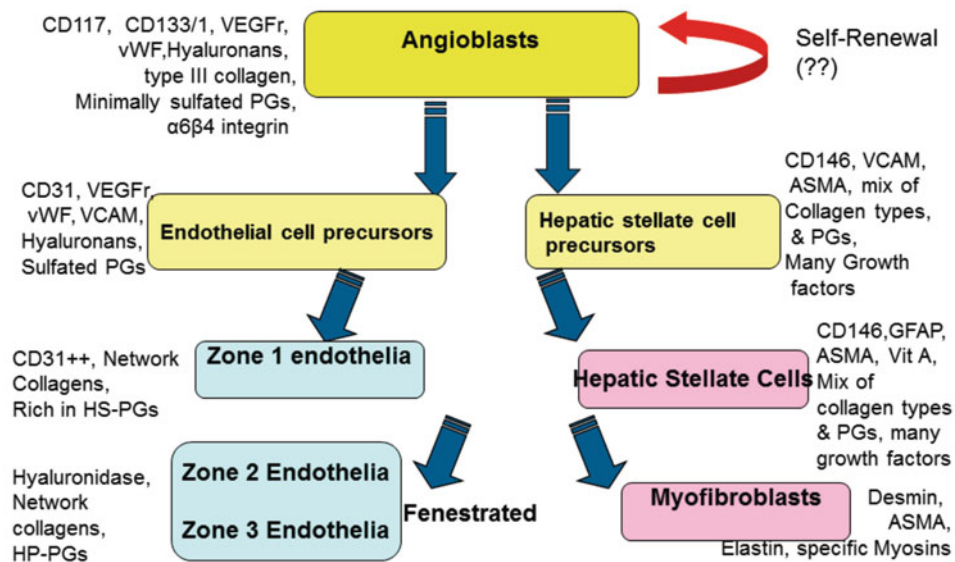 CD117, CD133/1, VEGFr,
vWF,Hyaluronans,
type III collagen,
Minimally sulfated PGs,
α6β4 integrin
Angioblasts
Self-Renewal
(??)
CD31, VEGFr,
vWF, VCAM,
Hyaluronans,
Sulfated PGs
Endothelial cell precursors
Hepatic stellate cell
precursors
CD146, VCAM,
ASMA, mix of
Collagen types,
& PGs,
Many Growth
factors
CD31++, Network
Collagens,
Rich in HS-PGs
Zone 1 endothelia
Hepatic Stellate Cells
CD146,GFAP,
ASMA, Vit A,
Mix of
collagen types
& PGs, many
growth factors
Hyaluronidase,
Network
collagens,
HP-PGs
Zone 2 Endothelia
Zone 3 Endothelia
Fenestrated
Myofibroblasts
Desmin,
ASMA,
Elastin, specific Myosins